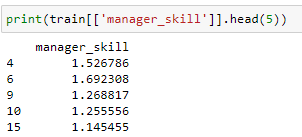 print(train[['manager_skill']].head(5))
manager_skill
4 1.526786
6 1.692308
9 1.268817
10 1.255556
15 1.145455